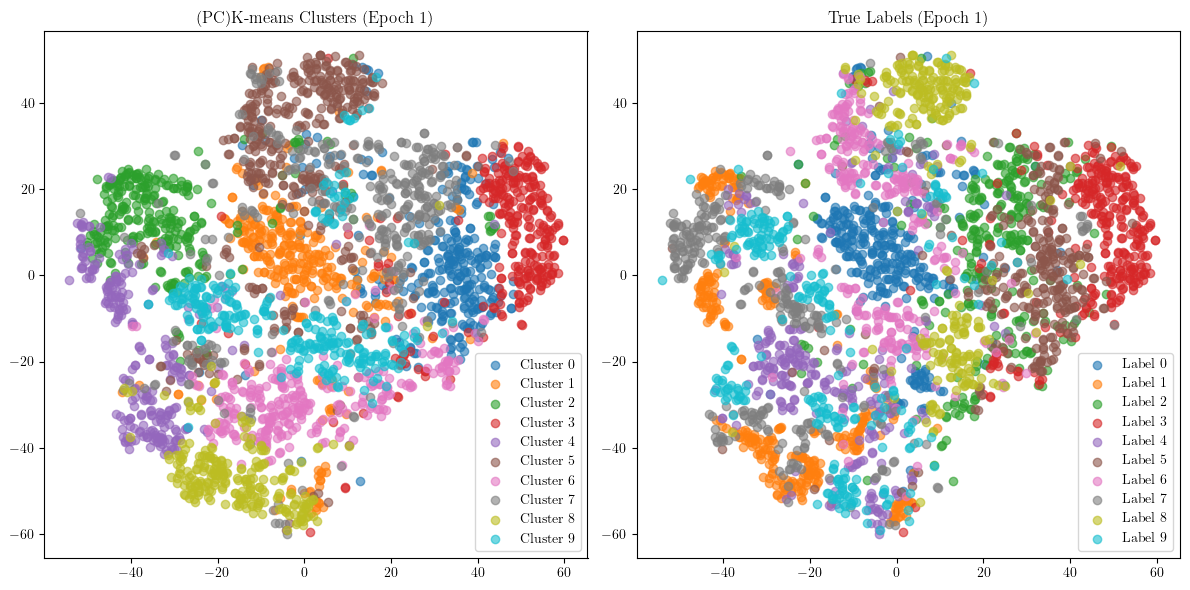 (PC)K-means Clusters (Epoch 1)
40
20
0
−20
−40
−60
−40
−20
0
20
40
60
Cluster 0
Cluster 1
Cluster 2
Cluster 3
Cluster 4
Cluster 5
Cluster 6
Cluster 7
Cluster 8
Cluster 9
True Labels (Epoch 1)
40
20
0
−20
−40
−60
−40
−20
0
20
40
60
Label 0
Label 1
Label 2
Label 3
Label 4
Label 5
Label 6
Label 7
Label 8
Label 9